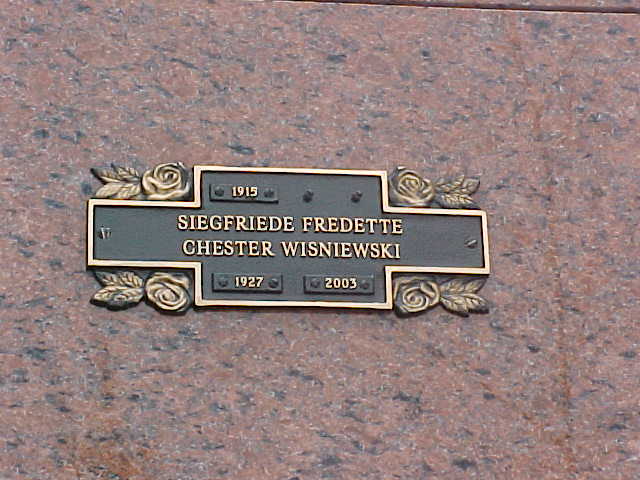 1915
SIEGFRIEDE FREDETTE
CHESTER WISNIEWSKI
1927 2003